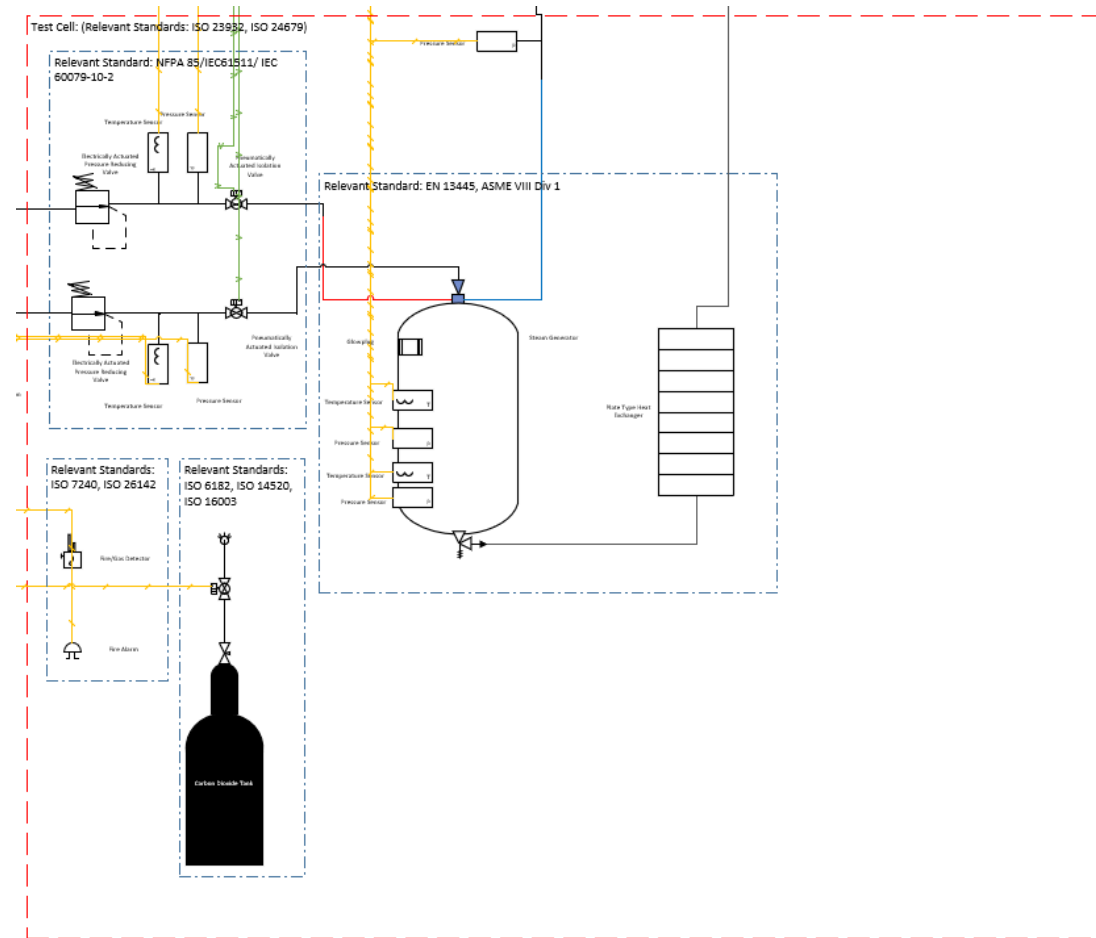 Test Cell: (Relevant Standards: ISO 23932, ISO 24679)
Pressure Sensor
Relevant Standard: NFPA 85/IEC61511/ IEC
60079-10-2
Pressure Sensor
Temperature Sensor
Electrically Actuated
Pressure Reducing
Valve
Pneumatically
Actuated Isolation
Valve
Relevant Standard: EN 13445, ASME VIII Div 1
Glowplug
Steam Generator
Pneumatically
Actuated Isolation
Valve
Electrically Actuated
Pressure Reducing
Valve
Temperature Sensor
Pressure Sensor
Temperature Sensor
T
Pressure Sensor
Temperature Sensor
T
Pressure Sensor
Plate Type Heat
Exchanger
Relevant Standards:
ISO 7240, ISO 26142
Relevant Standards:
ISO 6182, ISO 14520,
ISO 16003
Fire/Gas Detector
Fire Alarm
Carbon Dioxide Tank